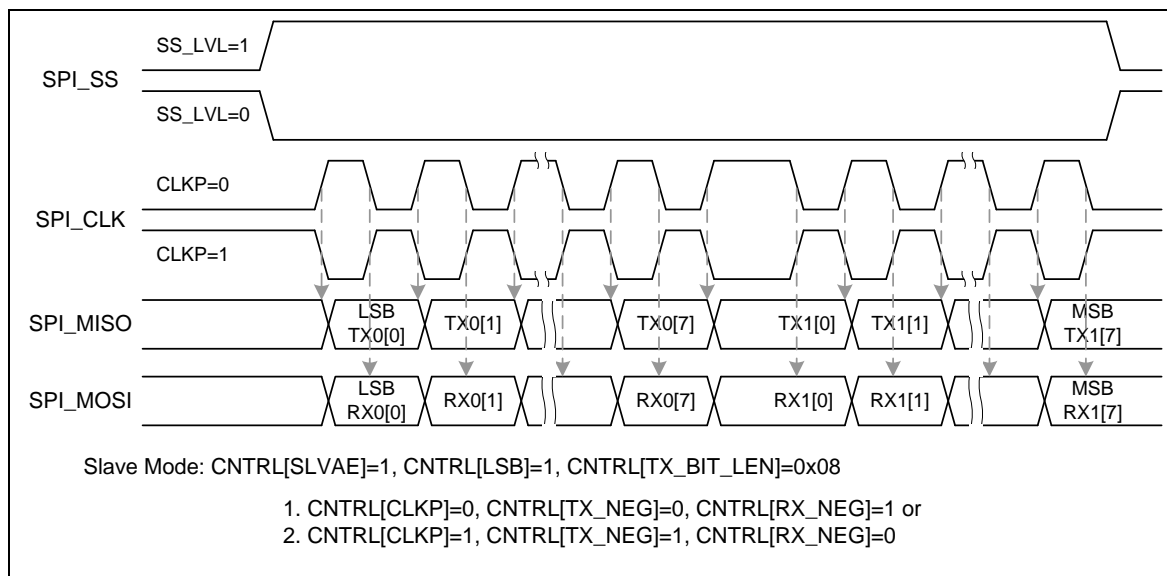 SS_LVL=1
SPI_SS
SS_LVL=0
CLKP=0
SPI_CLK
CLKP=1
SPI_MISO LSB TX0[0] TX0[1] TX0[7] TX1[0] TX1[1] MSB TX1[7]
SPI_MOSI LSB RX0[0] RX0[1] RX0[7] RX1[0] RX1[1] MSB RX1[7]
Slave Mode: CNTRL[SLVAE]=1, CNTRL[LSB]=1, CNTRL[TX_BIT_LEN]=0x08
1. CNTRL[CLKP]=0, CNTRL[TX_NEG]=0, CNTRL[RX_NEG]=1 or
2. CNTRL[CLKP]=1, CNTRL[TX_NEG]=1, CNTRL[RX_NEG]=0